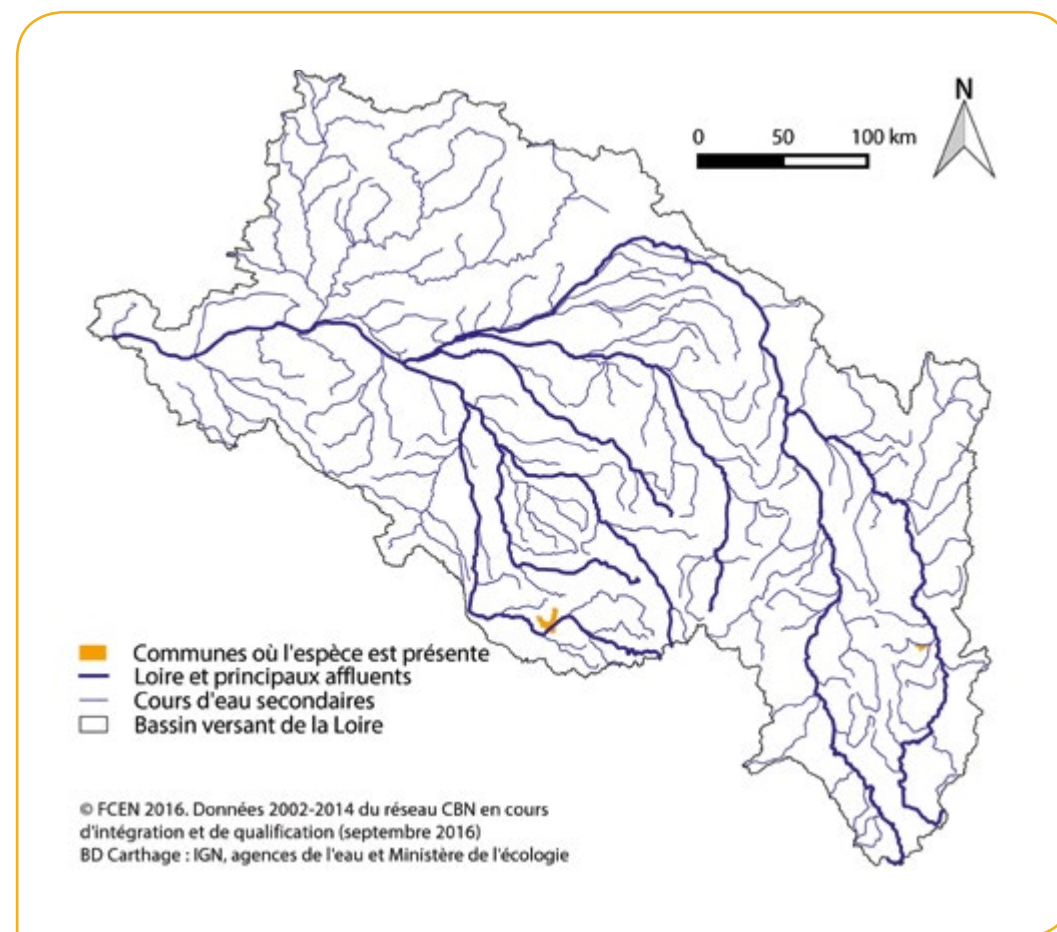 N
0 50 100 km
Communes où l'espèce est présente
Loire et principaux affluents
Cours d'eau secondaires
Bassin versant de la Loire
© FCEN 2016. Données 2002-2014 du réseau CBN en cours
d'intégration et de qualification (septembre 2016)
BD Carthage : IGN, agences de l'eau et Ministère de l'écologie